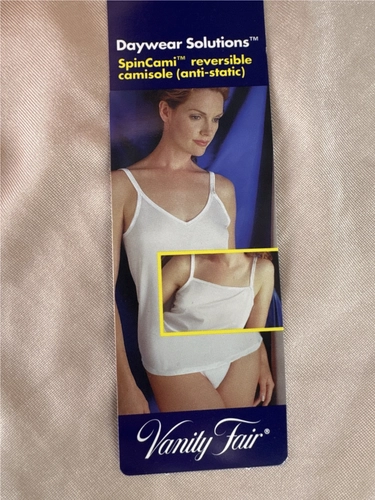 Daywear Solutions™
SpinCami™ reversible
camisole (anti-static)
Vanity Fair®